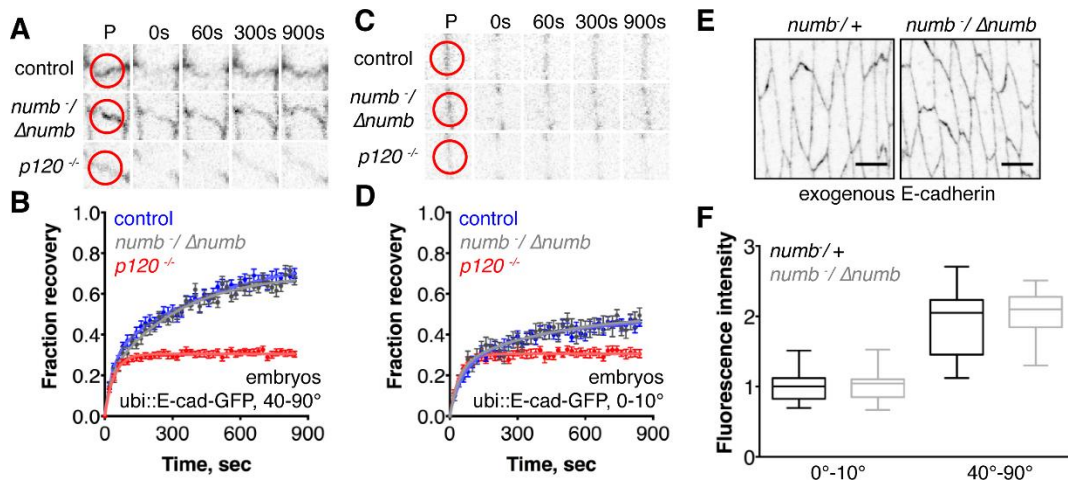 A
P 0s 60s 300s 900s
control
numb -/
Δnumb
p120 -/-
B
1.0
0.8
0.6
0.4
0.2
0.0
Fraction recovery
control
numb -/ Δnumb
p120 -/-
embryos
ubi::E-cad-GFP, 40-90°
0 300 600 900
Time, sec
C
P 0s 60s 300s 900s
control
numb -/
Δnumb
p120 -/-
D
1.0
0.8
0.6
0.4
0.2
0.0
Fraction recovery
control
numb -/ Δnumb
p120 -/-
embryos
ubi::E-cad-GFP, 0-10°
0 300 600 900
Time, sec
E
numb-/ + numb -/ Δnumb
exogenous E-cadherin
F
3
2
1
0
Fluorescence intensity
numb-/ +
numb -/ Δnumb
0°-10° 40°-90°